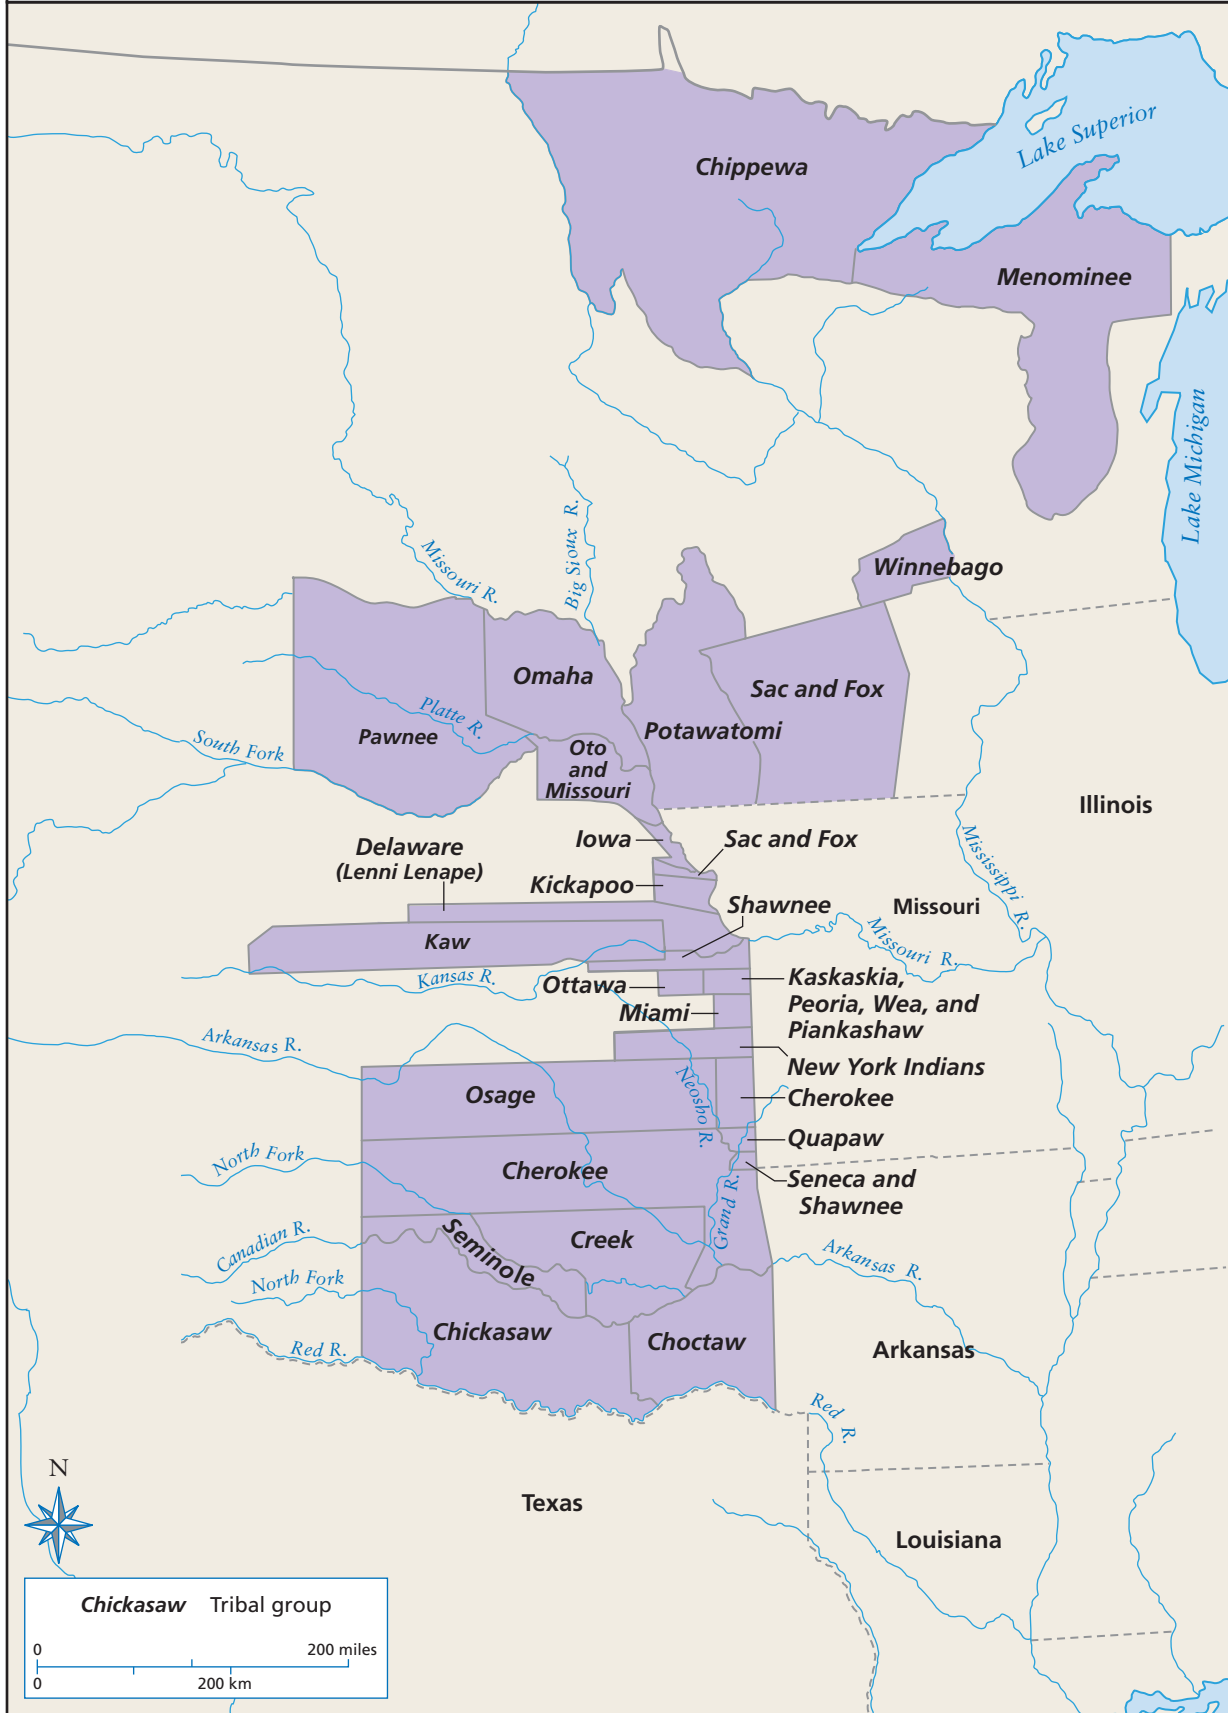 Lake Superior
Chippewa
Menominee
Lake Michigan
Big Sioux R.
Missouri R.
Winnebago
Omaha
Sac and Fox
Platte R.
Potawatomi
Pawnee
South Fork
Oto
and
Missouri
Illinois
Iowa
Sac and Fox
Delaware
(Lenni Lenape)
Mississippi R.
Kickapoo
Shawnee
Missouri
Kaw
Missouri R.
Kansas R.
Ottawa
Kaskaskia,
Peoria, Wea, and
Piankashaw
Miami
Arkansas R.
New York Indians
Neosho R.
Osage
Cherokee
Quapaw
North Fork
Cherokee
Seneca and
Shawnee
Grand R.
Canadian R.
Seminole
Creek
Arkansas R.
North Fork
Chickasaw
Choctaw
Red R.
Arkansas
Red R.
N
Texas
Louisiana
Chickasaw Tribal group
0 200 miles
0 200 km